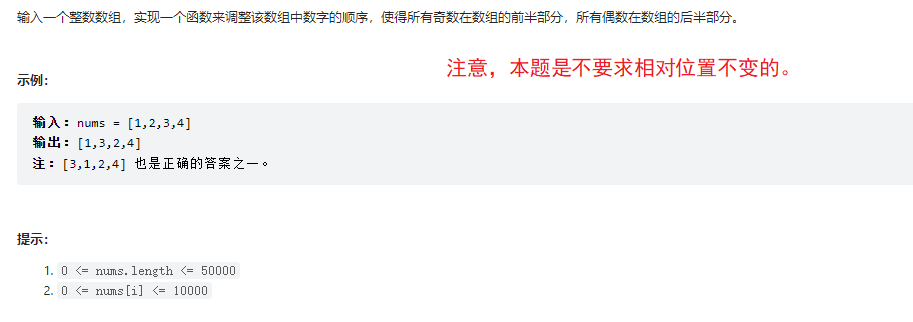 输入一个整数数组，实现一个函数来调整该数组中数字的顺序，使得所有奇数在数组的前半部分，所有偶数在数组的后半部分。
注意，本题是不要求相对位置不变的。
示例：
输入：nums = [1,2,3,4]
输出：[1,3,2,4]
注：[3,1,2,4] 也是正确的答案之一。
提示：
1. 0 <= nums.length <= 50000
2. 0 <= nums[i] <= 10000